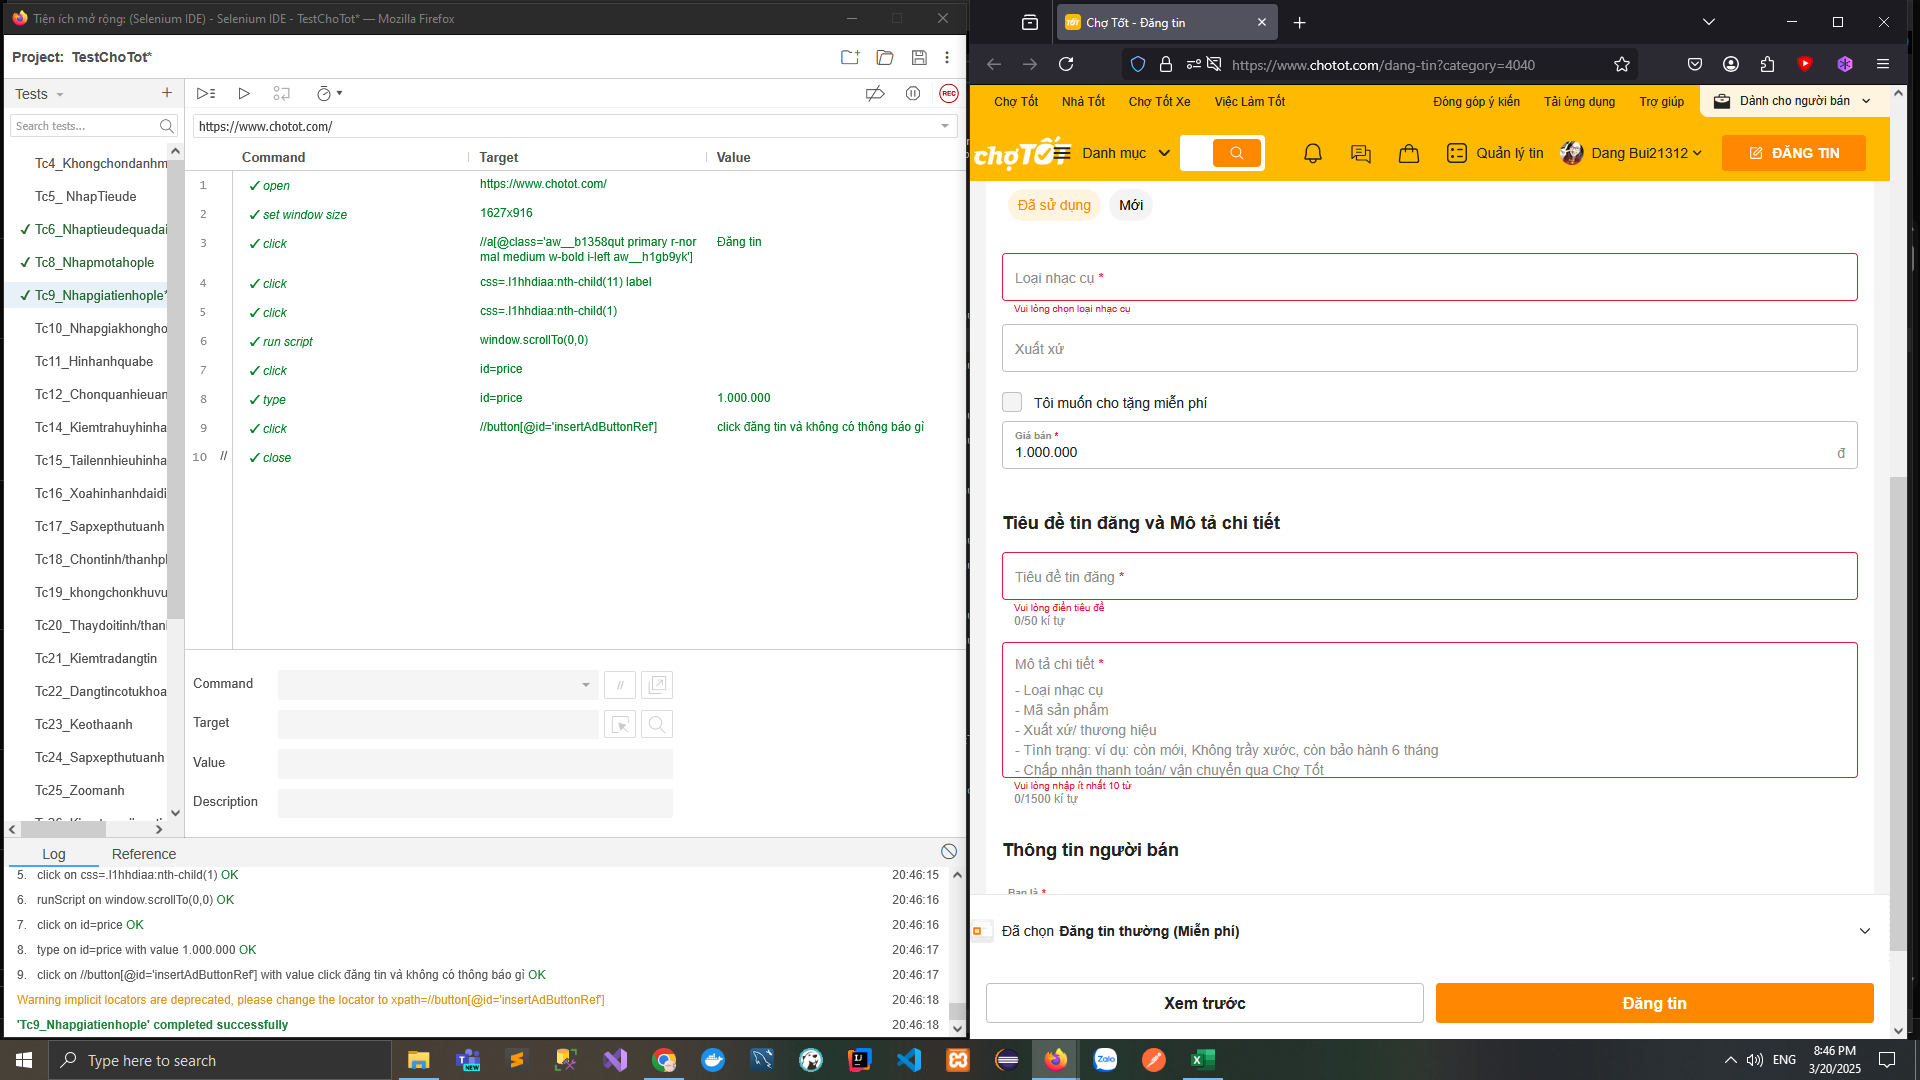 Tiện ích mở rộng: (Selenium IDE) - Selenium IDE - TestChoTot* — Mozilla Firefox
Project: TestChoTot*
Tests
+
REC
Search tests...
https://www.chotot.com/
Command Target Value
Tc4_Khongchondanhm
Tc5_ NhapTieude
✓ Tc6_Nhaptieudequadai
✓ Tc8_Nhapmotahople
✓ Tc9_Nhapgiatienhople*
Tc10_Nhapgiakhongho
Tc11_Hinhanhquabe
Tc12_Chonquanhieuan
Tc14_Kiemtrahuyhinha
Tc15_Tailennhieuhinha
Tc16_Xoahinhanhdaidi
Tc17_Sapxepthutuanh
Tc18_Chontinh/thanhpl
Tc19_khongchonkhuvu
Tc20_Thaydoitinh/thanl
Tc21_Kiemtradangtin
Tc22_Dangtincotukhoa
Tc23_Keothaanh
Tc24_Sapxepthutuanh
Tc25_Zoomanh
1 ✓ open https://www.chotot.com/
2 ✓ set window size 1627x916
3 ✓ click //a[@class='aw__b1358qut primary r-nor Đăng tin
mal medium w-bold i-left aw__h1gb9yk']
4 ✓ click css=.l1hhdiaa:nth-child(11) label
5 ✓ click css=.l1hhdiaa:nth-child(1)
6 ✓ run script window.scrollTo(0,0)
7 ✓ click id=price
8 ✓ type id=price 1.000.000
9 ✓ click //button[@id='insertAdButtonRef'] click đăng tin và không có thông báo gì
10 // ✓ close
Command //
Target
Value
Description
Log Reference
5. click on css=.l1hhdiaa:nth-child(1) OK 20:46:15
6. runScript on window.scrollTo(0,0) OK 20:46:16
7. click on id=price OK 20:46:16
8. type on id=price with value 1.000.000 OK 20:46:17
9. click on //button[@id='insertAdButtonRef'] with value click đăng tin và không có thông báo gì OK 20:46:17
Warning implicit locators are deprecated, please change the locator to xpath=//button[@id='insertAdButtonRef'] 20:46:18
'Tc9_Nhapgiatienhople' completed successfully 20:46:18
Chợ Tốt - Đăng tin
https://www.chotot.com/dang-tin?category=4040
Chợ Tốt Nhà Tốt Chợ Tốt Xe Việc Làm Tốt Đóng góp ý kiến Tải ứng dụng Trợ giúp Dành cho người bán
chợTỐT Danh mục Quản lý tin Dang Bui21312 ĐĂNG TIN
Đã sử dụng Mới
Loại nhạc cụ *
Vui lòng chọn loại nhạc cụ
Xuất xứ
Tôi muốn cho tặng miễn phí
Giá bán *
1.000.000 đ
Tiêu đề tin đăng và Mô tả chi tiết
Tiêu đề tin đăng *
Vui lòng điền tiêu đề
0/50 kí tự
Mô tả chi tiết *
- Loại nhạc cụ
- Mã sản phẩm
- Xuất xứ/ thương hiệu
- Tình trạng: ví dụ: còn mới, Không trầy xước, còn bảo hành 6 tháng
- Chấp nhận thanh toán/ vận chuyển qua Chợ Tốt
Vui lòng nhập ít nhất 10 từ
0/1500 kí tự
Thông tin người bán
Bạn là *
Đã chọn Đăng tin thường (Miễn phí)
Xem trước Đăng tin
Type here to search
NEW
Zalo
ENG
8:46 PM
3/20/2025